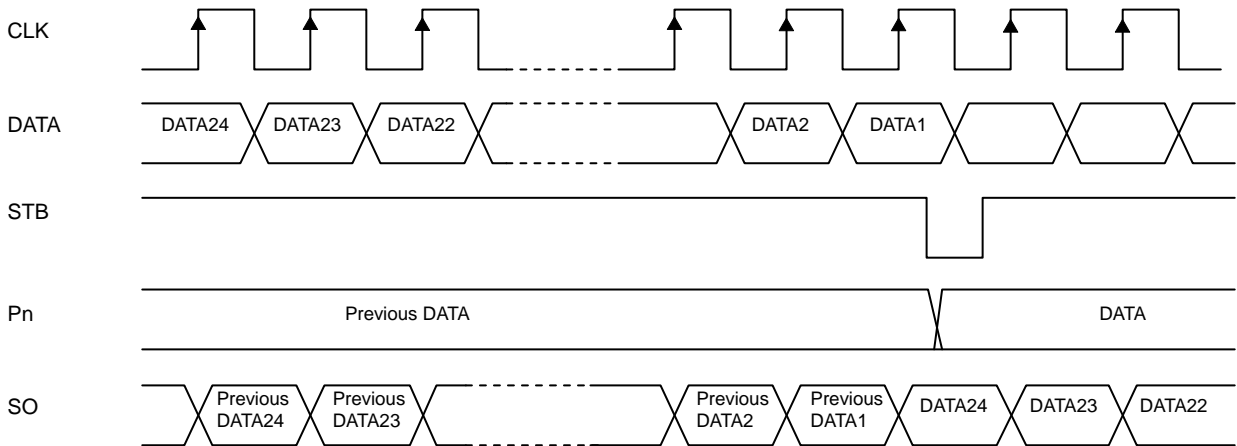 CLK
DATA
DATA24
DATA23
DATA22
DATA2
DATA1
STB
Pn
Previous DATA
DATA
SO
Previous
DATA24
Previous
DATA23
Previous
DATA2
Previous
DATA1
DATA24
DATA23
DATA22